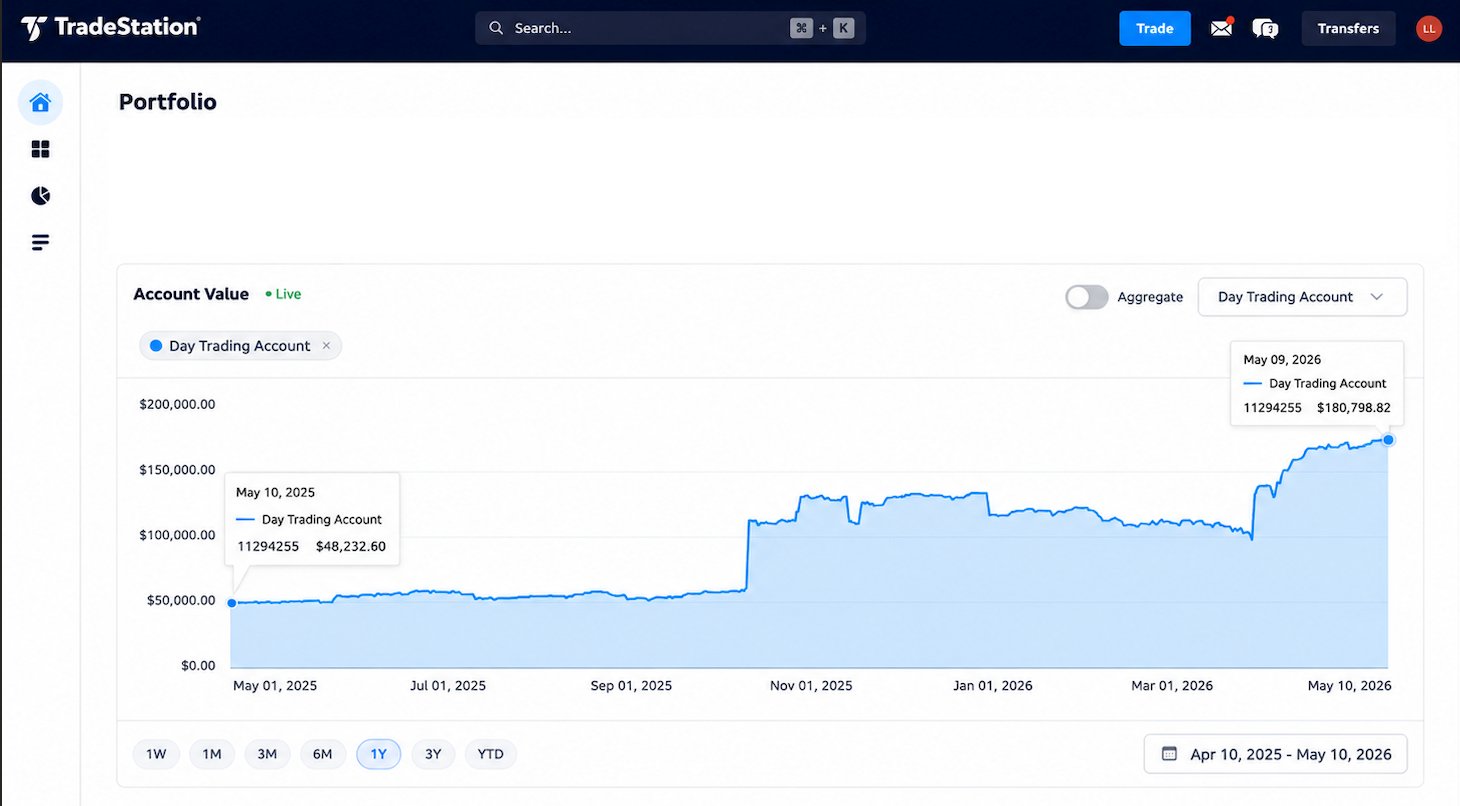 TradeStation®
Search... ⌘ + K
Trade
3
Transfers
LL
Portfolio
Account Value • Live
Aggregate
Day Trading Account
Day Trading Account ×
May 09, 2026
Day Trading Account
11294255 $180,798.82
$200,000.00
$150,000.00
May 10, 2025
Day Trading Account
11294255 $48,232.60
$100,000.00
$50,000.00
$0.00
May 01, 2025 Jul 01, 2025 Sep 01, 2025 Nov 01, 2025 Jan 01, 2026 Mar 01, 2026 May 10, 2026
1W 1M 3M 6M 1Y 3Y YTD
Apr 10, 2025 - May 10, 2026